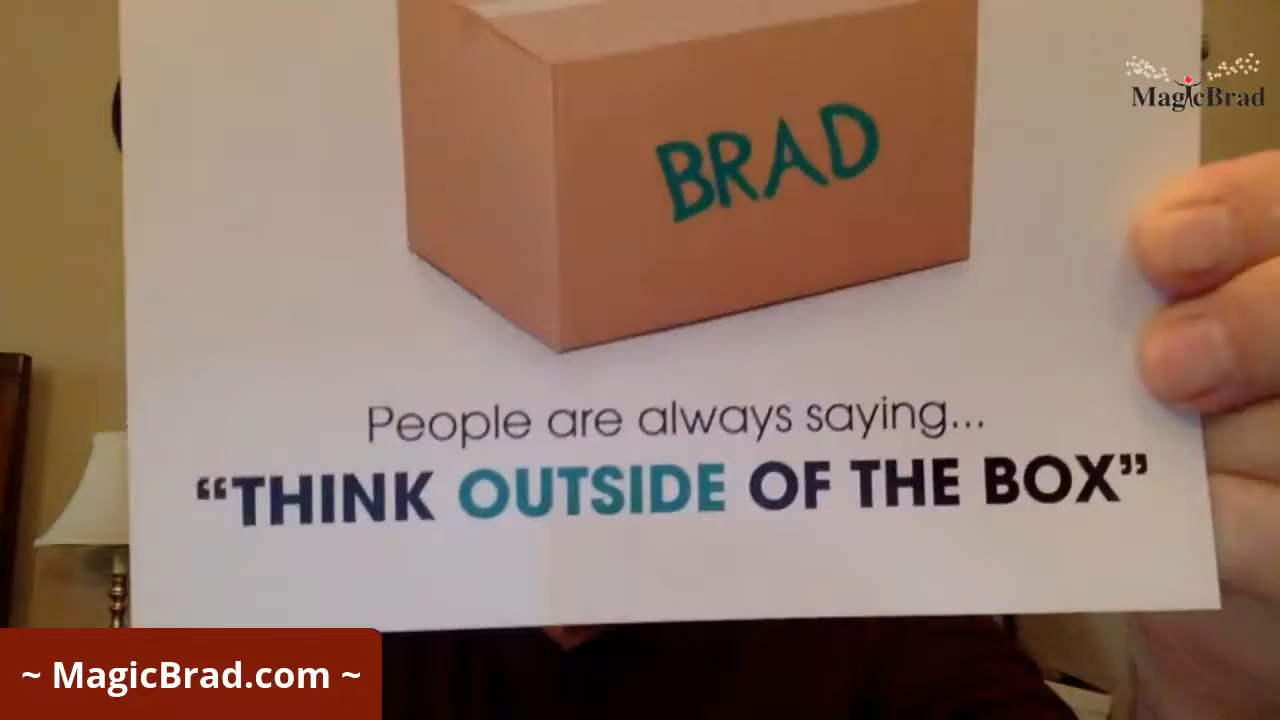 MagicBrad
BRAD
People are always saying...
“THINK OUTSIDE OF THE BOX”
~ MagicBrad.com ~